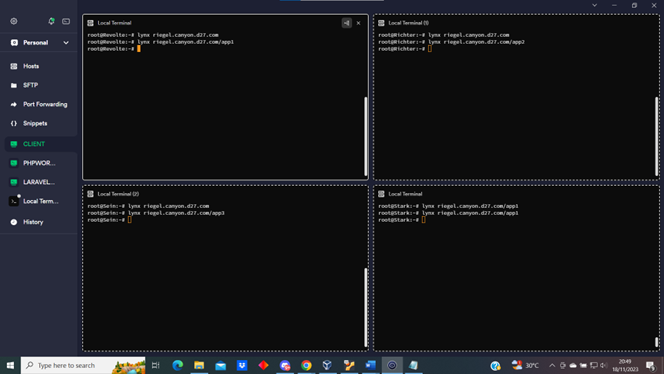 Local Terminal
root@Revolte:~# lynx riegel.canyon.d27.com
root@Revolte:~# lynx riegel.canyon.d27.com/app1
root@Revolte:~#
Local Terminal (1)
root@Richter:~# lynx riegel.canyon.d27.com
root@Richter:~# lynx riegel.canyon.d27.com/app2
root@Richter:~#
Personal
Hosts
SFTP
Port Forwarding
Snippets
CLIENT
PHPWOR...
LARAVEL...
Local Term...
History
Local Terminal (2)
root@Sein:~# lynx riegel.canyon.d27.com
root@Sein:~# lynx riegel.canyon.d27.com/app3
root@Sein:~#
Local Terminal
root@Stark:~# lynx riegel.canyon.d27.com/app1
root@Stark:~# lynx riegel.canyon.d27.com/app1
root@Stark:~#
Type here to search
30°C
20:49
18/11/2023